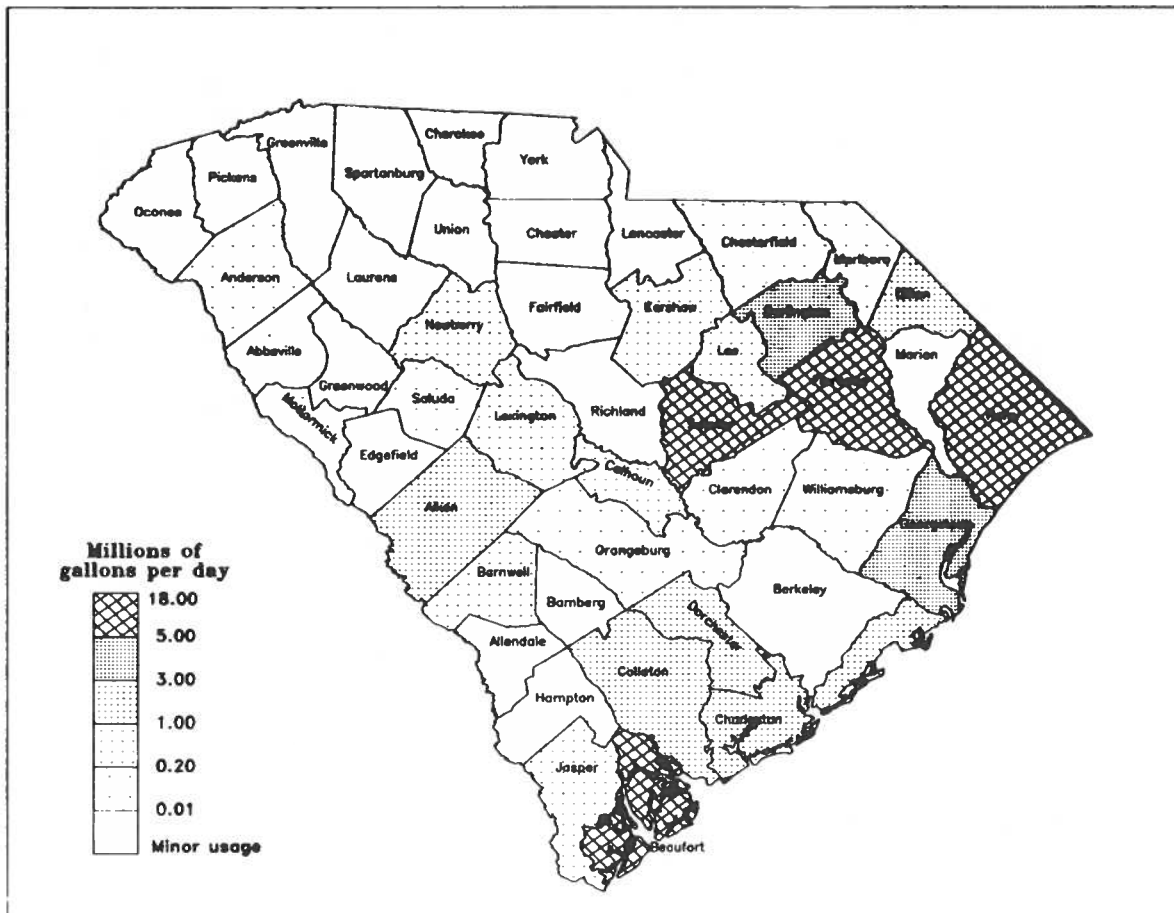 Cherokee
Greenville
York
Spartanburg
Pickens
Oconee
Union
Chester
Lancaster
Chesterfield
Marlboro
Anderson
Laurens
Dillon
Fairfield
Kershaw
Darlington
Newberry
Lee
Marion
Abbeville
Greenwood
Saluda
Richland
McCormick
Lexington
Edgefield
Calhoun
Clarendon
Williamsburg
Aiken
Georgetown
Orangeburg
Barnwell
Berkeley
Bamberg
Dorchester
Allendale
Colleton
Hampton
Charleston
Jasper
Beaufort
Millions of
gallons per day
18.00
5.00
3.00
1.00
0.20
0.01
Minor usage